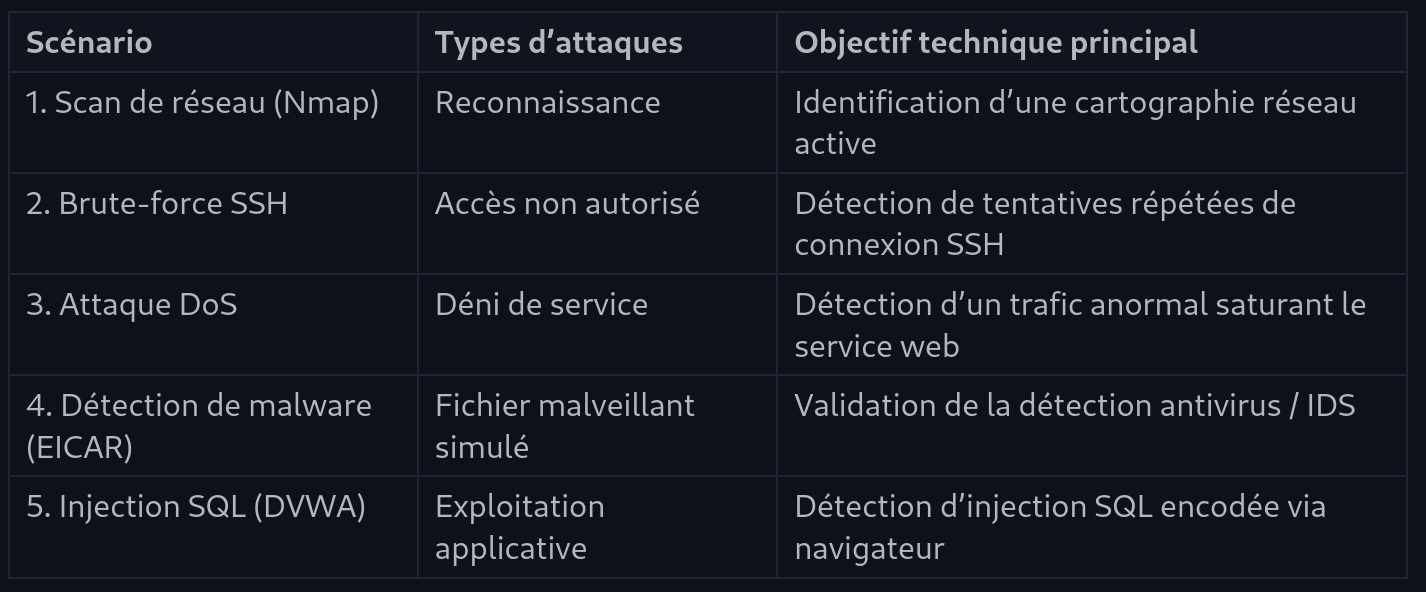 Scénario
Types d’attaques
Objectif technique principal
1. Scan de réseau (Nmap)
Reconnaissance
Identification d’une cartographie réseau
active
2. Brute-force SSH
Accès non autorisé
Détection de tentatives répétées de
connexion SSH
3. Attaque DoS
Déni de service
Détection d’un trafic anormal saturant le
service web
4. Détection de malware
(EICAR)
Fichier malveillant
simulé
Validation de la détection antivirus / IDS
5. Injection SQL (DVWA)
Exploitation
applicative
Détection d’injection SQL encodée via
navigateur